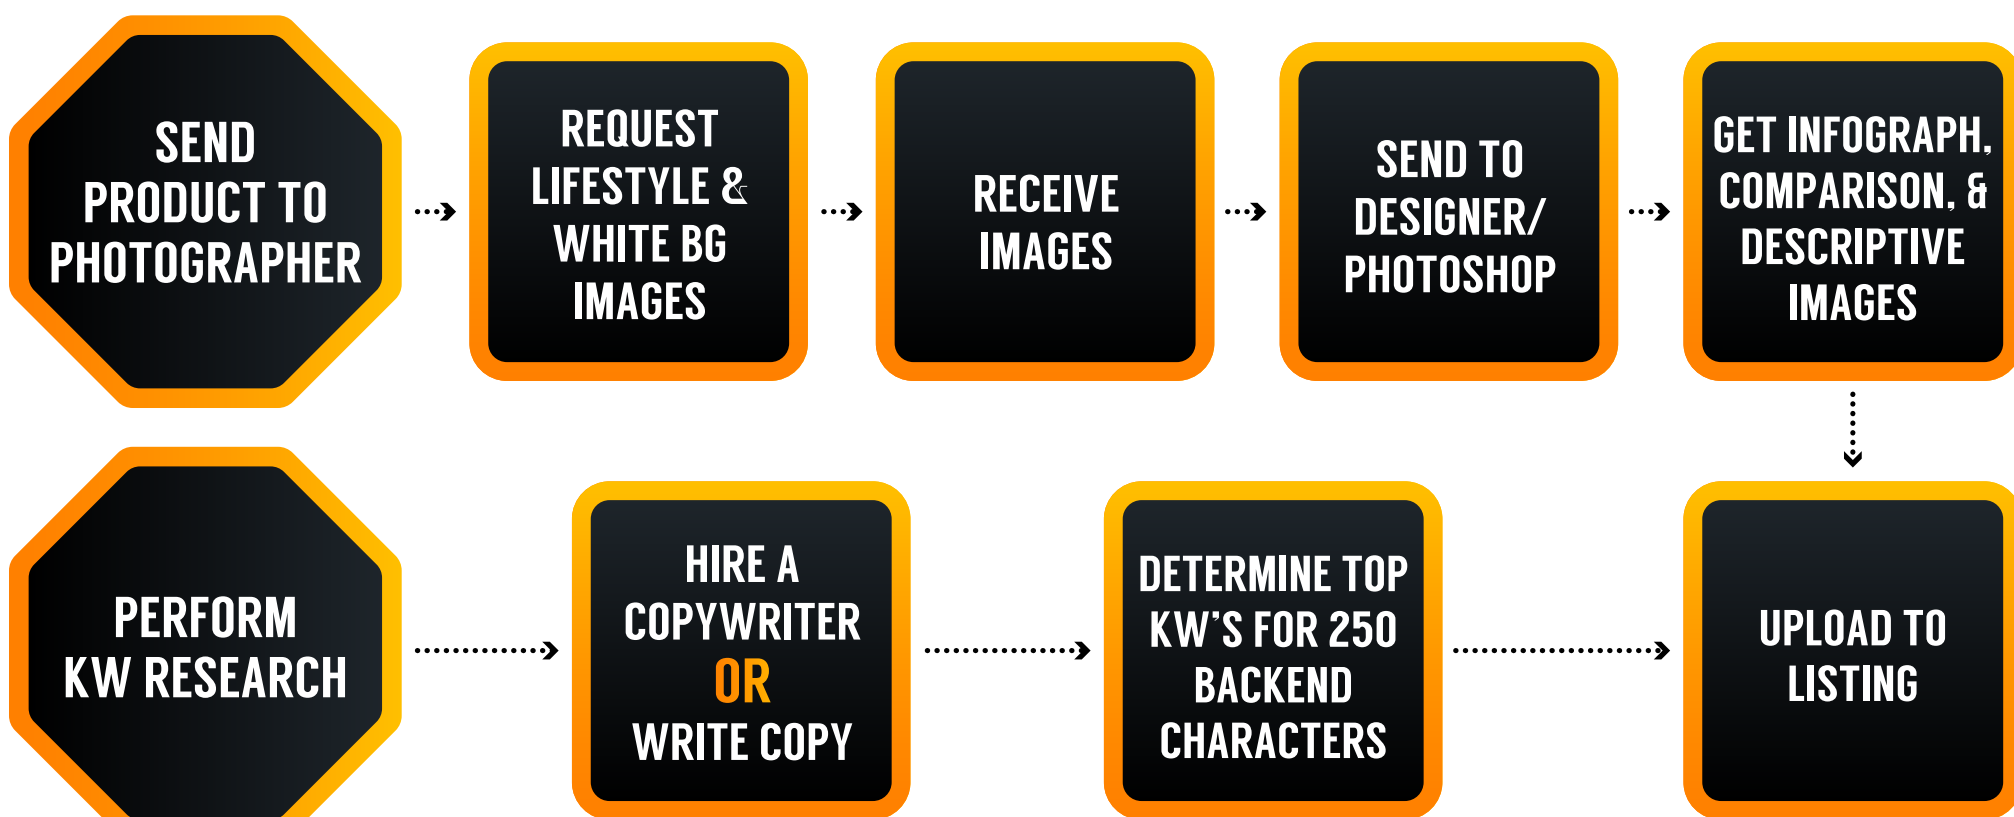 SEND
PRODUCT TO
PHOTOGRAPHER
REQUEST
LIFESTYLE &
WHITE BG
IMAGES
RECEIVE
IMAGES
SEND TO
DESIGNER/
PHOTOSHOP
GET INFOGRAPH,
COMPARISON, &
DESCRIPTIVE
IMAGES
PERFORM
KW RESEARCH
HIRE A
COPYWRITER
OR
WRITE COPY
DETERMINE TOP
KW'S FOR 250
BACKEND
CHARACTERS
UPLOAD TO
LISTING